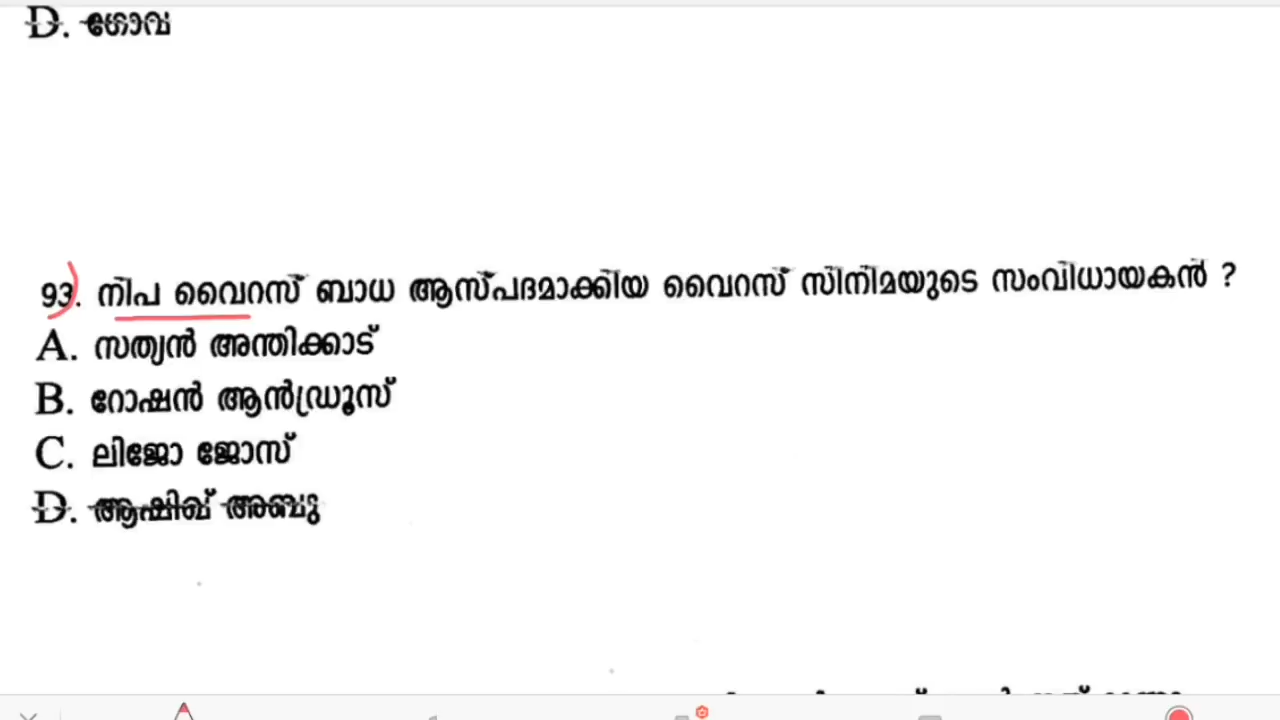 D. ഗോവ
93. നിപ വൈറസ് ബാധ ആസ്പദമാക്കിയ വൈറസ് സിനിമയുടെ സംവിധായകൻ ?
A. സത്യൻ അന്തിക്കാട്
B. റോഷൻ ആൻഡ്രൂസ്
C. ലിജോ ജോസ്
D. ആഷിഖ് അബു